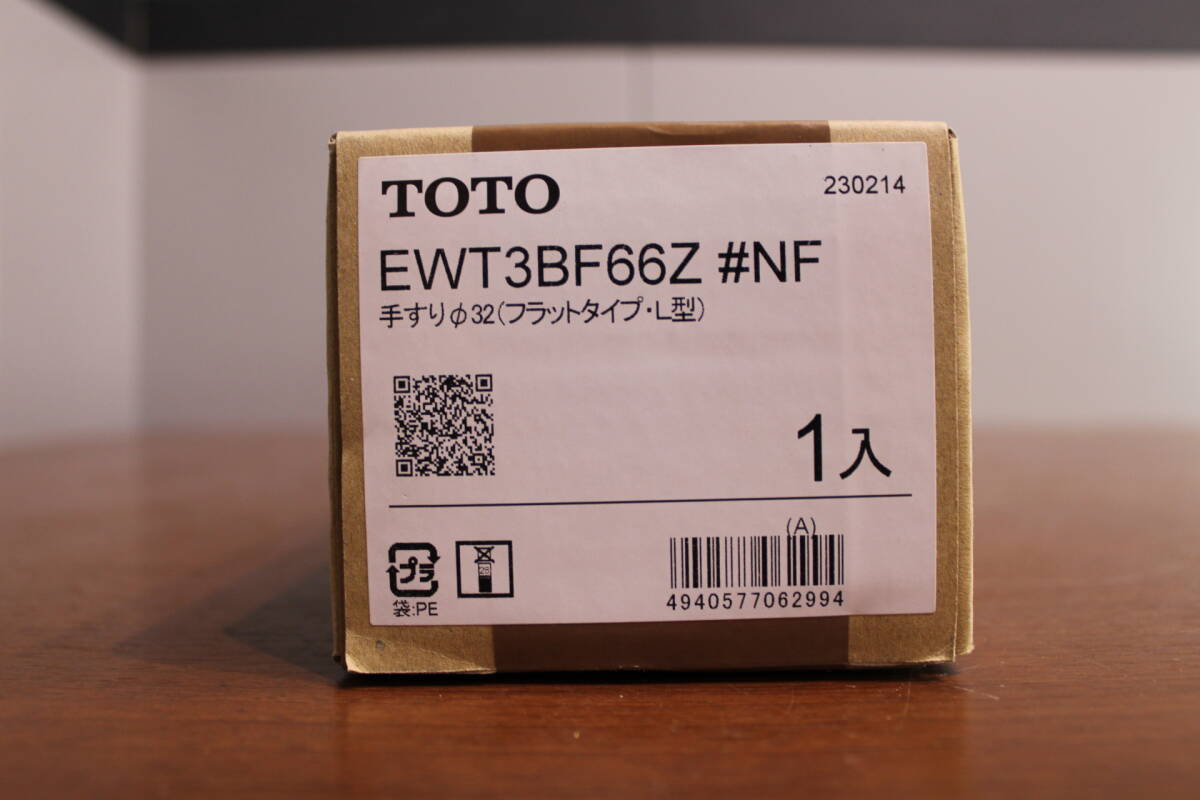 TOTO
230214
EWT3BF66Z #NF
手すりφ32(フラットタイプ・L型)
1入
(A)
プラ
袋:PE
4940577062994